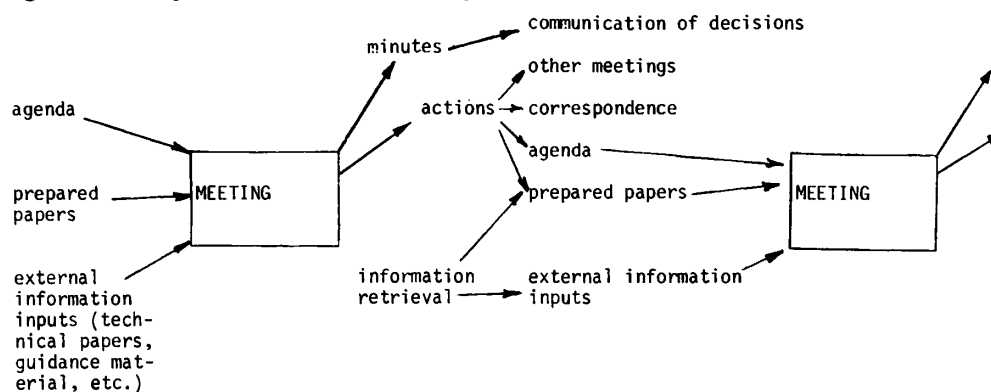 communication of decisions
minutes
other meetings
agenda
actions
correspondence
agenda
prepared
papers
MEETING
prepared papers
MEETING
external
information
inputs (tech-
nical papers,
guidance mat-
erial, etc.)
information
retrieval
external information
inputs